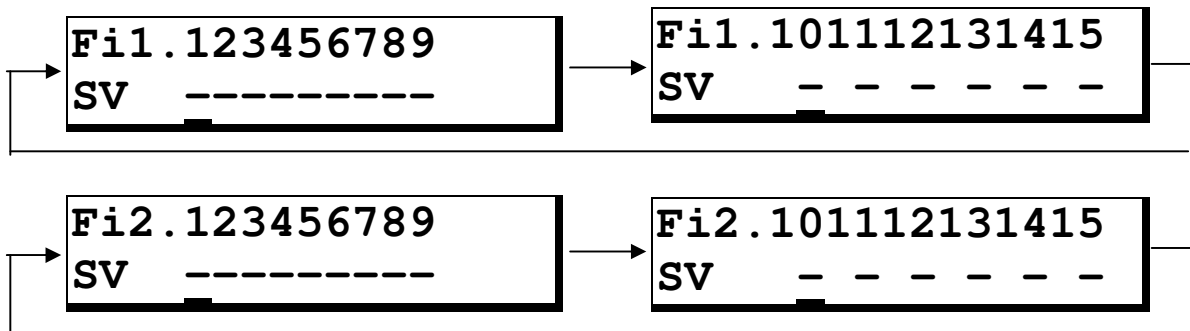 Fi1.123456789
SV  ---------
Fi1.101112131415
SV   - - - - - -
Fi2.123456789
SV  ---------
Fi2.101112131415
SV   - - - - - -